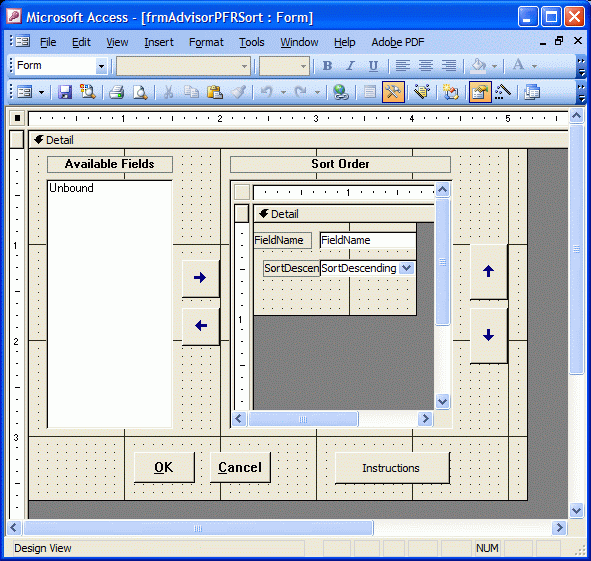 Microsoft Access - [frmAdvisorPFRSort : Form]
File Edit View Insert Format Tools Window Help Adobe PDF
Form B I U A
1 2 3 4 5
Detail
Available Fields Sort Order
Unbound
1
Detail
FieldName FieldName
1
SortDescen SortDescending
1
2
3
OK Cancel Instructions
Design View NUM